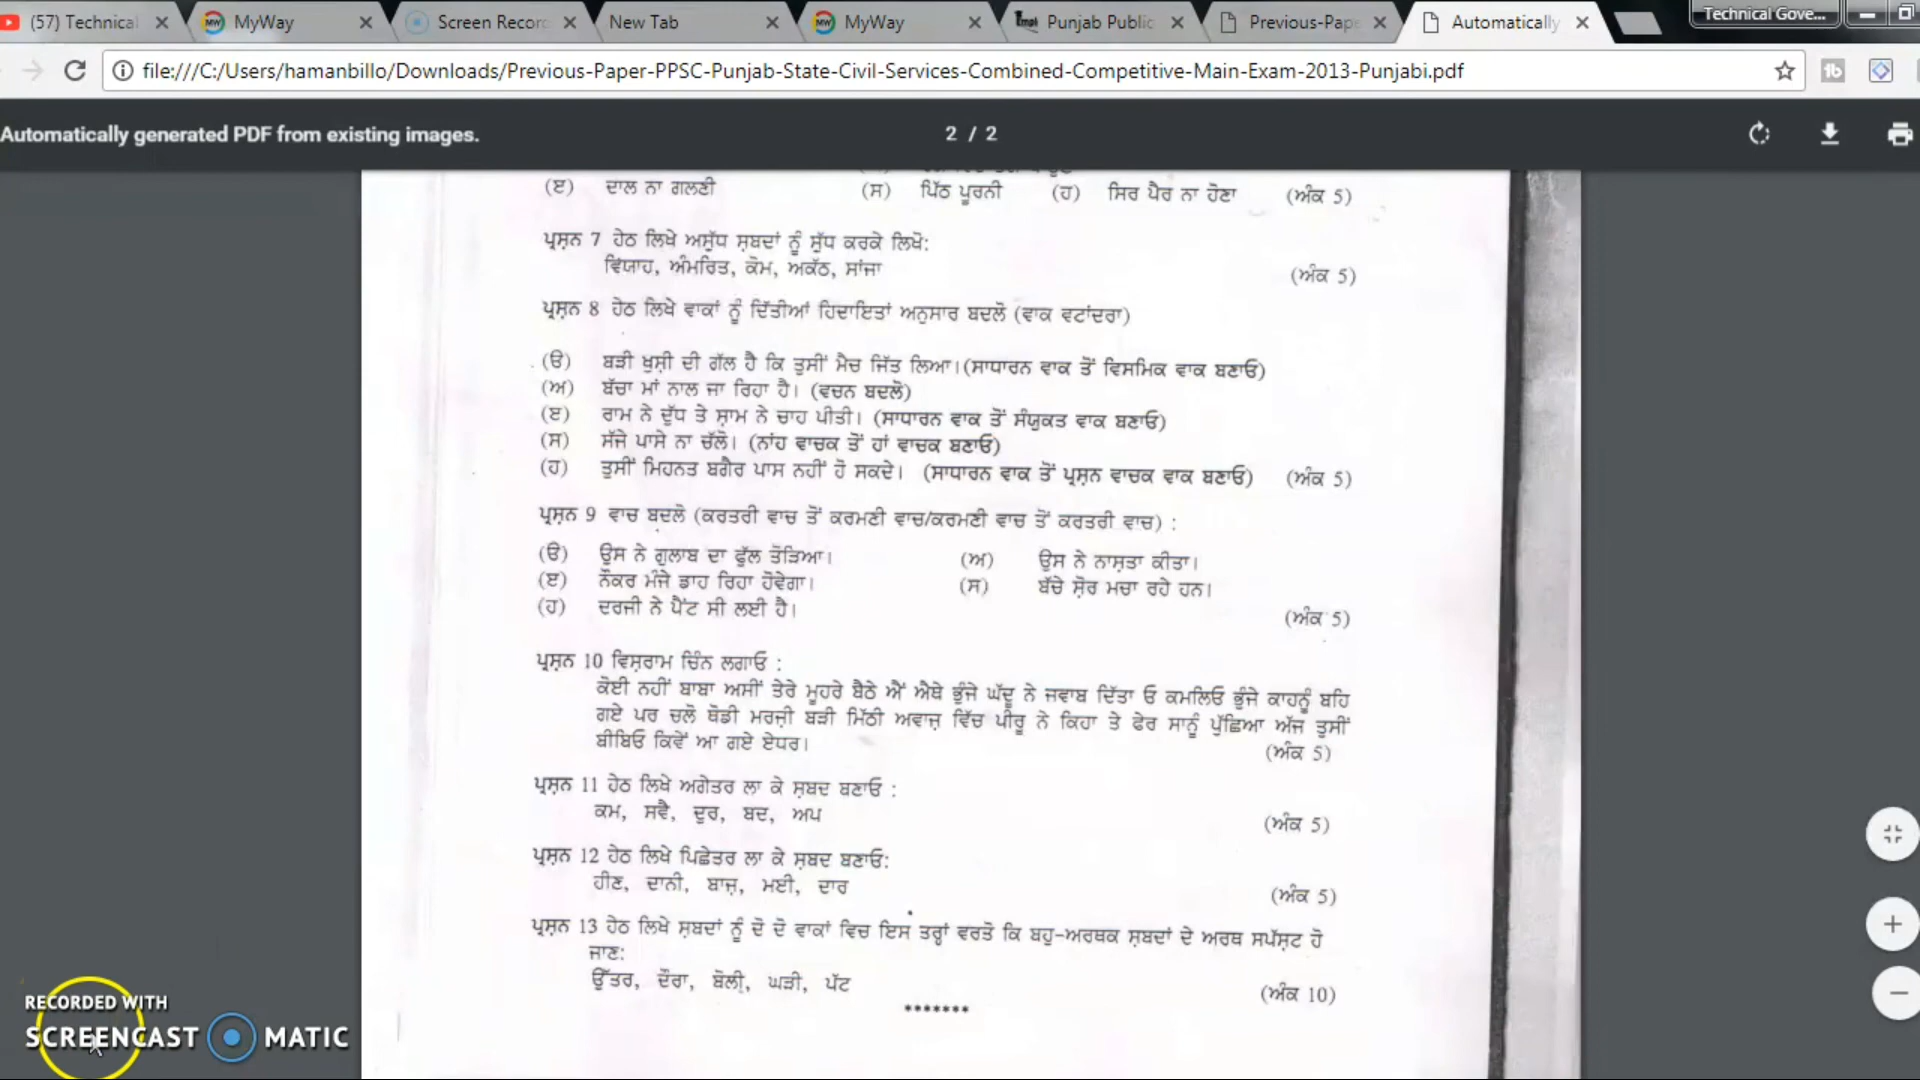 (57) Technical
MyWay
Screen Recor
New Tab
MyWay
Punjab Public
Previous-Pap
Automatically
Technical Gove...
file:///C:/Users/hamanbillo/Downloads/Previous-Paper-PPSC-Punjab-State-Civil-Services-Combined-Competitive-Main-Exam-2013-Punjabi.pdf
Automatically generated PDF from existing images.
2 / 2
(ੲ) ਦਾਲ ਨਾ ਗਲਣੀ (ਸ) ਪਿੱਠ ਪੂਰਨੀ (ਹ) ਸਿਰ ਪੈਰ ਨਾ ਹੋਣਾ (ਅੰਕ 5)
ਪ੍ਰਸ਼ਨ 7 ਹੇਠ ਲਿਖੇ ਅਸ਼ੁੱਧ ਸ਼ਬਦਾਂ ਨੂੰ ਸ਼ੁੱਧ ਕਰਕੇ ਲਿਖੋ:
ਵਿਯਾਹ, ਅੰਮਰਿਤ, ਕੋਮ, ਅਕੱਠ, ਸਾਂਜਾ (ਅੰਕ 5)
ਪ੍ਰਸ਼ਨ 8 ਹੇਠ ਲਿਖੇ ਵਾਕਾਂ ਨੂੰ ਦਿੱਤੀਆਂ ਹਿਦਾਇਤਾਂ ਅਨੁਸਾਰ ਬਦਲੋ (ਵਾਕ ਵਟਾਂਦਰਾ)
(ੳ) ਬੜੀ ਖੁਸ਼ੀ ਦੀ ਗੱਲ ਹੈ ਕਿ ਤੁਸੀਂ ਮੈਚ ਜਿੱਤ ਲਿਆ।(ਸਾਧਾਰਨ ਵਾਕ ਤੋਂ ਵਿਸਮਿਕ ਵਾਕ ਬਣਾਓ)
(ਅ) ਬੱਚਾ ਮਾਂ ਨਾਲ ਜਾ ਰਿਹਾ ਹੈ। (ਵਚਨ ਬਦਲੋ)
(ੲ) ਰਾਮ ਨੇ ਦੁੱਧ ਤੇ ਸ਼ਾਮ ਨੇ ਚਾਹ ਪੀਤੀ। (ਸਾਧਾਰਨ ਵਾਕ ਤੋਂ ਸੰਯੁਕਤ ਵਾਕ ਬਣਾਓ)
(ਸ) ਸੱਜੇ ਪਾਸੇ ਨਾ ਚੱਲੋ। (ਨਾਂਹ ਵਾਚਕ ਤੋਂ ਹਾਂ ਵਾਚਕ ਬਣਾਓ)
(ਹ) ਤੁਸੀਂ ਮਿਹਨਤ ਬਗੈਰ ਪਾਸ ਨਹੀਂ ਹੋ ਸਕਦੇ। (ਸਾਧਾਰਨ ਵਾਕ ਤੋਂ ਪ੍ਰਸ਼ਨ ਵਾਚਕ ਵਾਕ ਬਣਾਓ) (ਅੰਕ 5)
ਪ੍ਰਸ਼ਨ 9 ਵਾਚ ਬਦਲੋ (ਕਰਤਰੀ ਵਾਚ ਤੋਂ ਕਰਮਣੀ ਵਾਚ/ਕਰਮਣੀ ਵਾਚ ਤੋਂ ਕਰਤਰੀ ਵਾਚ) :
(ੳ) ਉਸ ਨੇ ਗੁਲਾਬ ਦਾ ਫੁੱਲ ਤੋੜਿਆ। (ਅ) ਉਸ ਨੇ ਨਾਸ਼ਤਾ ਕੀਤਾ।
(ੲ) ਨੌਕਰ ਮੰਜੇ ਡਾਹ ਰਿਹਾ ਹੋਵੇਗਾ। (ਸ) ਬੱਚੇ ਸ਼ੋਰ ਮਚਾ ਰਹੇ ਹਨ।
(ਹ) ਦਰਜੀ ਨੇ ਪੈਂਟ ਸੀ ਲਈ ਹੈ। (ਅੰਕ 5)
ਪ੍ਰਸ਼ਨ 10 ਵਿਸ਼ਰਾਮ ਚਿੰਨ ਲਗਾਓ :
ਕੋਈ ਨਹੀਂ ਬਾਬਾ ਅਸੀਂ ਤੇਰੇ ਮੂਹਰੇ ਬੈਠੇ ਐਂ ਐਥੇ ਭੁੰਜੇ ਘੱਦੂ ਨੇ ਜਵਾਬ ਦਿੱਤਾ ਓ ਕਮਲਿਓ ਭੁੰਜੇ ਕਾਹਨੂੰ ਬਹਿ
ਗਏ ਪਰ ਚਲੋ ਥੋਡੀ ਮਰਜ਼ੀ ਬੜੀ ਮਿੱਠੀ ਅਵਾਜ਼ ਵਿੱਚ ਪੀਰੂ ਨੇ ਕਿਹਾ ਤੇ ਫੇਰ ਸਾਨੂੰ ਪੁੱਛਿਆ ਅੱਜ ਤੁਸੀਂ
ਬੀਬਿਓ ਕਿਵੇਂ ਆ ਗਏ ਏਧਰ। (ਅੰਕ 5)
ਪ੍ਰਸ਼ਨ 11 ਹੇਠ ਲਿਖੇ ਅਗੇਤਰ ਲਾ ਕੇ ਸ਼ਬਦ ਬਣਾਓ :
ਕਮ, ਸਵੈ, ਦੁਰ, ਬਦ, ਅਪ (ਅੰਕ 5)
ਪ੍ਰਸ਼ਨ 12 ਹੇਠ ਲਿਖੇ ਪਿਛੇਤਰ ਲਾ ਕੇ ਸ਼ਬਦ ਬਣਾਓ:
ਹੀਣ, ਦਾਨੀ, ਬਾਜ਼, ਮਈ, ਦਾਰ (ਅੰਕ 5)
ਪ੍ਰਸ਼ਨ 13 ਹੇਠ ਲਿਖੇ ਸ਼ਬਦਾਂ ਨੂੰ ਦੋ ਦੋ ਵਾਕਾਂ ਵਿਚ ਇਸ ਤਰ੍ਹਾਂ ਵਰਤੋ ਕਿ ਬਹੁ-ਅਰਥਕ ਸ਼ਬਦਾਂ ਦੇ ਅਰਥ ਸਪੱਸ਼ਟ ਹੋ
ਜਾਣ:
ਉੱਤਰ, ਦੌਰਾ, ਬੋਲੀ, ਘੜੀ, ਪੱਟ (ਅੰਕ 10)
*******
RECORDED WITH
SCREENCAST MATIC